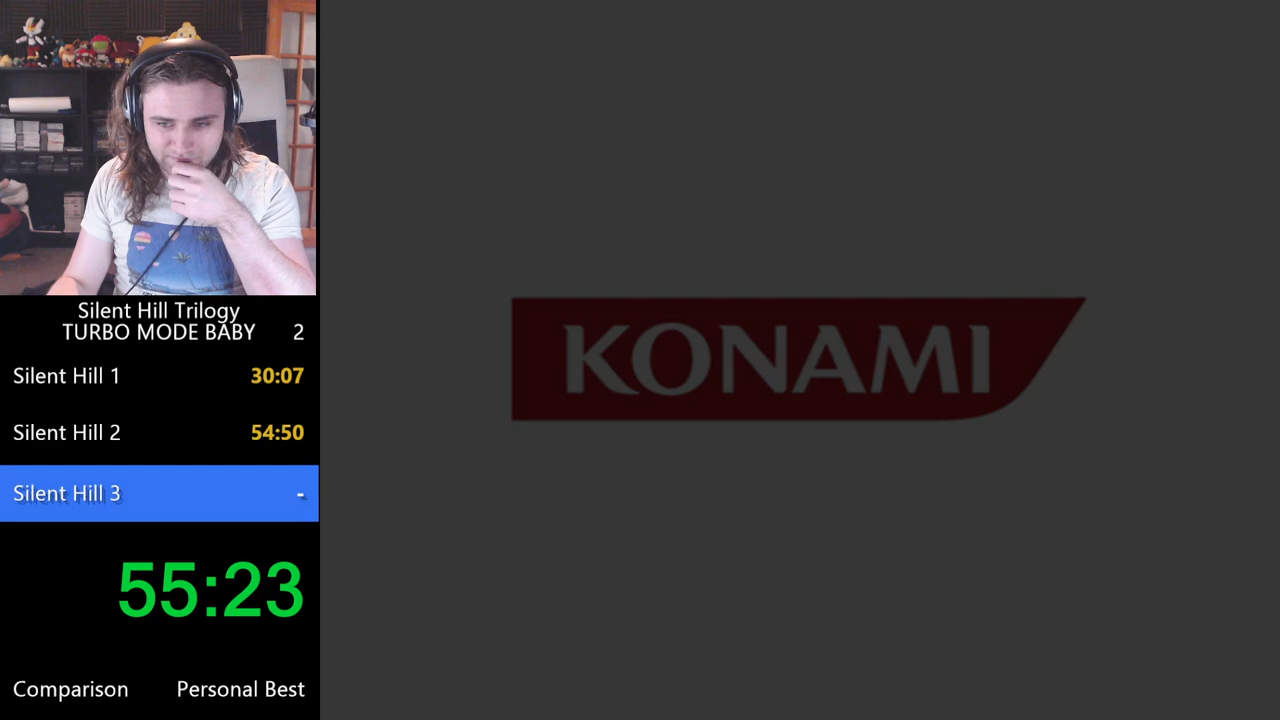 Silent Hill Trilogy
TURBO MODE BABY 2
Silent Hill 1 30:07
Silent Hill 2 54:50
Silent Hill 3 -
55:23
Comparison Personal Best
KONAMI